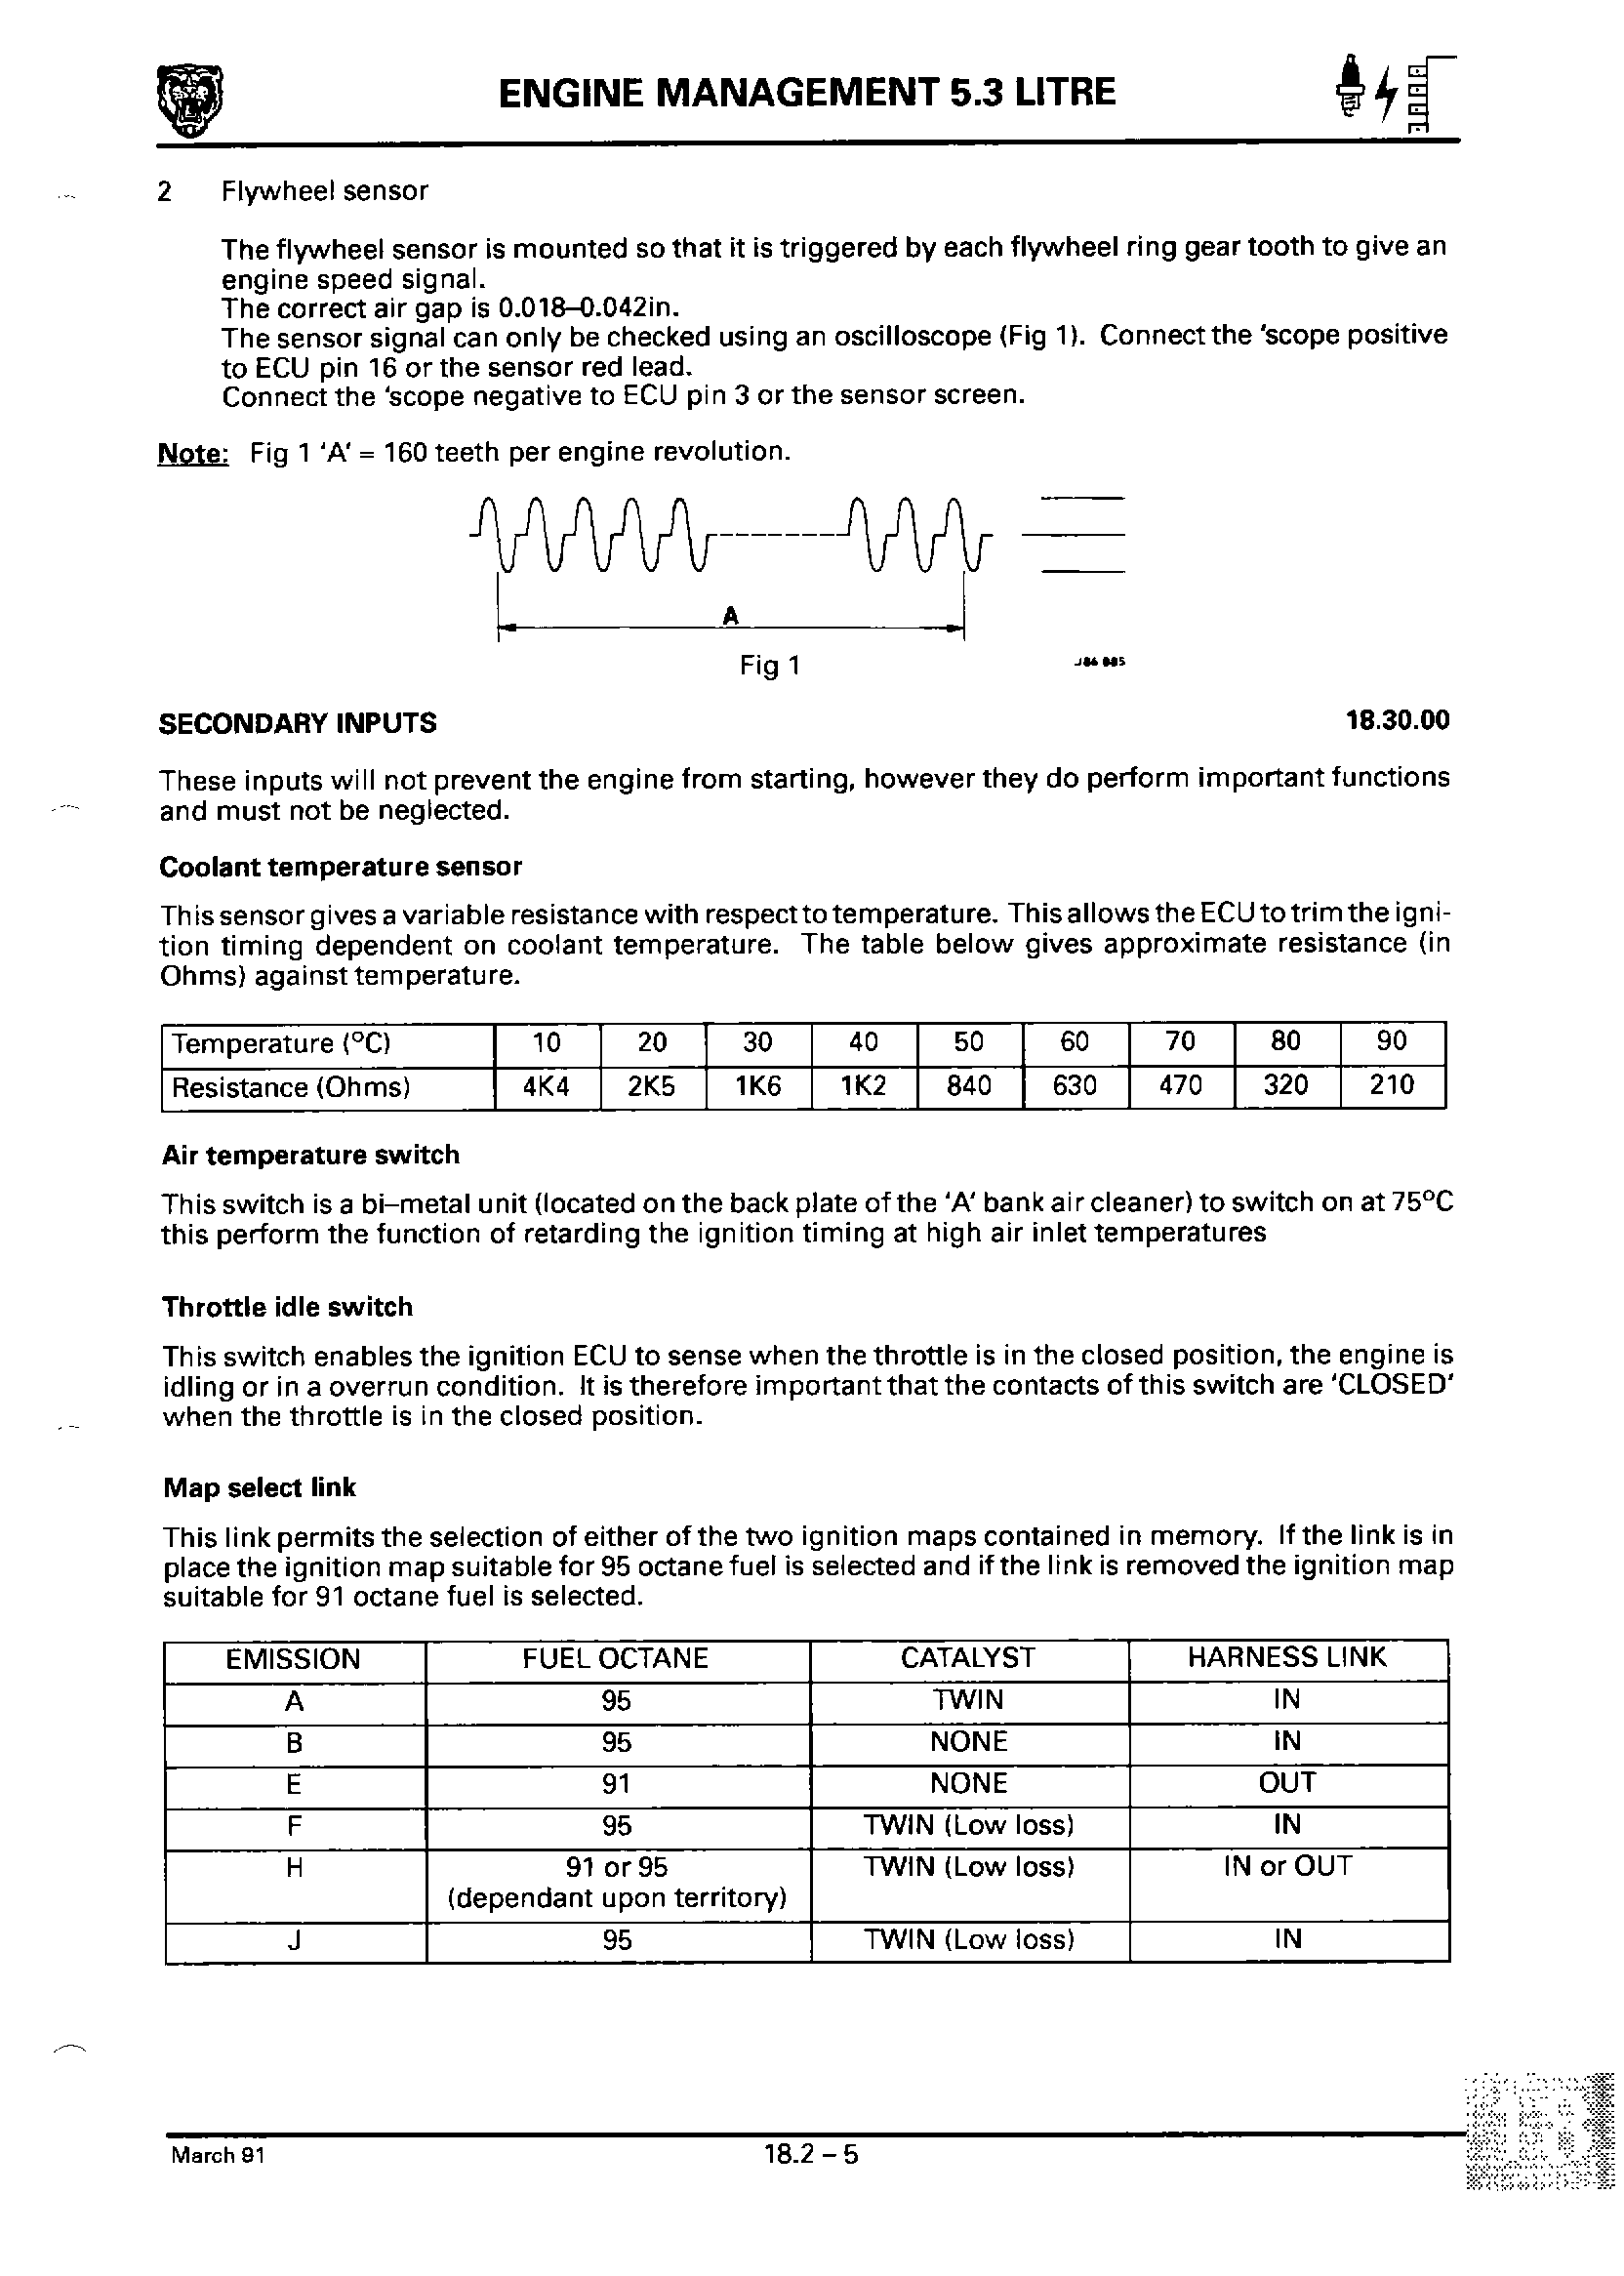 ENGINE MANAGEMENT 5.3 LITRE
2 Flywheel sensor
The flywheel sensor is mounted so that it is triggered by each flywheel ring gear tooth to give an
engine speed signal.
The correct air gap is 0.018–0.042in.
The sensor signal can only be checked using an oscilloscope (Fig 1). Connect the 'scope positive
to ECU pin 16 or the sensor red lead.
Connect the 'scope negative to ECU pin 3 or the sensor screen.
Note: Fig 1 'A' = 160 teeth per engine revolution.
A
Fig 1
SECONDARY INPUTS 18.30.00
These inputs will not prevent the engine from starting, however they do perform important functions
and must not be neglected.
Coolant temperature sensor
This sensor gives a variable resistance with respect to temperature. This allows the ECU to trim the igni-
tion timing dependent on coolant temperature. The table below gives approximate resistance (in
Ohms) against temperature.
Temperature (°C) 10 20 30 40 50 60 70 80 90
Resistance (Ohms) 4K4 2K5 1K6 1K2 840 630 470 320 210
Air temperature switch
This switch is a bi–metal unit (located on the back plate of the 'A' bank air cleaner) to switch on at 75°C
this perform the function of retarding the ignition timing at high air inlet temperatures
Throttle idle switch
This switch enables the ignition ECU to sense when the throttle is in the closed position, the engine is
idling or in a overrun condition. It is therefore important that the contacts of this switch are 'CLOSED'
when the throttle is in the closed position.
Map select link
This link permits the selection of either of the two ignition maps contained in memory. If the link is in
place the ignition map suitable for 95 octane fuel is selected and if the link is removed the ignition map
suitable for 91 octane fuel is selected.
EMISSION FUEL OCTANE CATALYST HARNESS LINK
A 95 TWIN IN
B 95 NONE IN
E 91 NONE OUT
F 95 TWIN (Low loss) IN
H 91 or 95 TWIN (Low loss) IN or OUT
(dependant upon territory)
J 95 TWIN (Low loss) IN
18
March 91 18.2 – 5